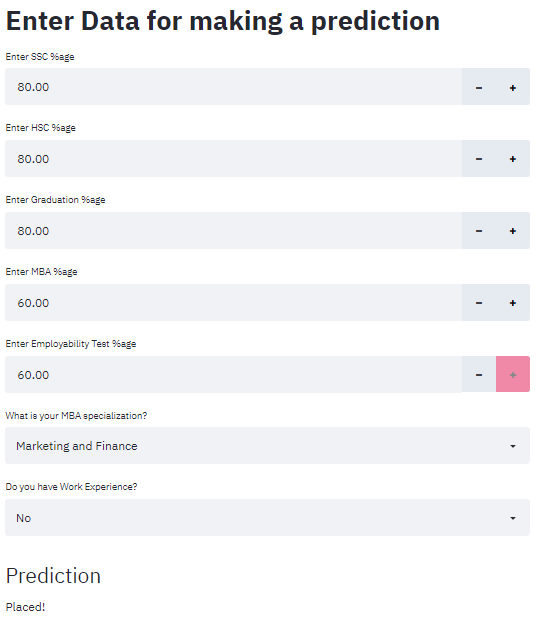 Enter Data for making a prediction
Enter SSC %age
80.00 - +
Enter HSC %age
80.00 - +
Enter Graduation %age
80.00 - +
Enter MBA %age
60.00 - +
Enter Employability Test %age
60.00 - +
What is your MBA specialization?
Marketing and Finance
Do you have Work Experience?
No
Prediction
Placed!